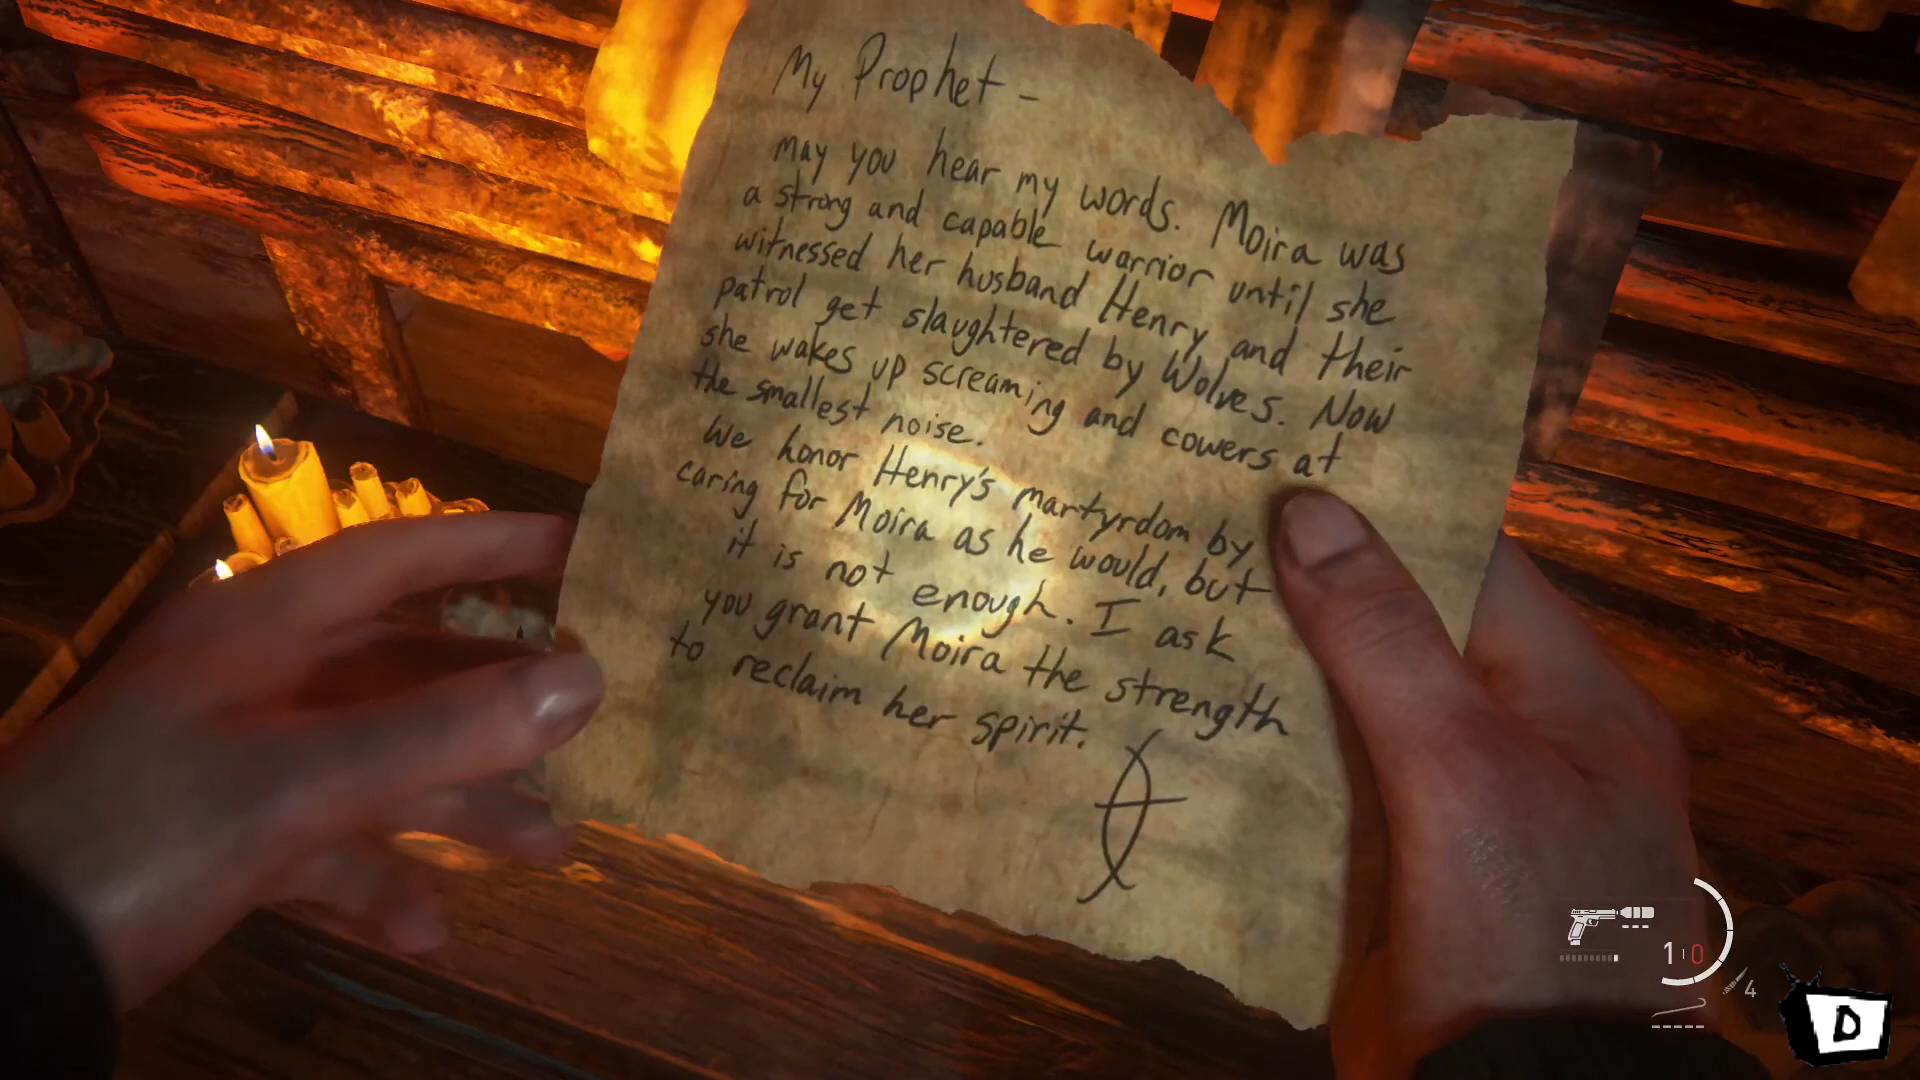 My Prophet -
May you hear my words. Moira was
a strong and capable warrior until she
witnessed her husband Henry and their
patrol get slaughtered by Wolves. Now
she wakes up screaming and cowers at
the smallest noise.
We honor Henry's martyrdom by
caring for Moira as he would, but
it is not enough. I ask
you grant Moira the strength
to reclaim her spirit.
1 | 0
4
D